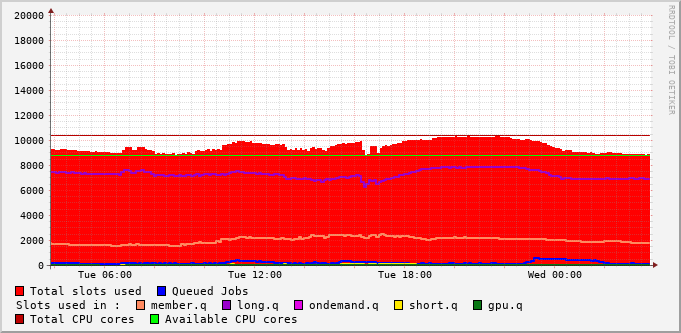 20000
18000
16000
14000
12000
10000
8000
6000
4000
2000
0
Tue 06:00 Tue 12:00 Tue 18:00 Wed 00:00
Total slots used Queued Jobs
Slots used in : member.q long.q ondemand.q short.q gpu.q
Total CPU cores Available CPU cores
RRDTOOL / TOBI OETIKER